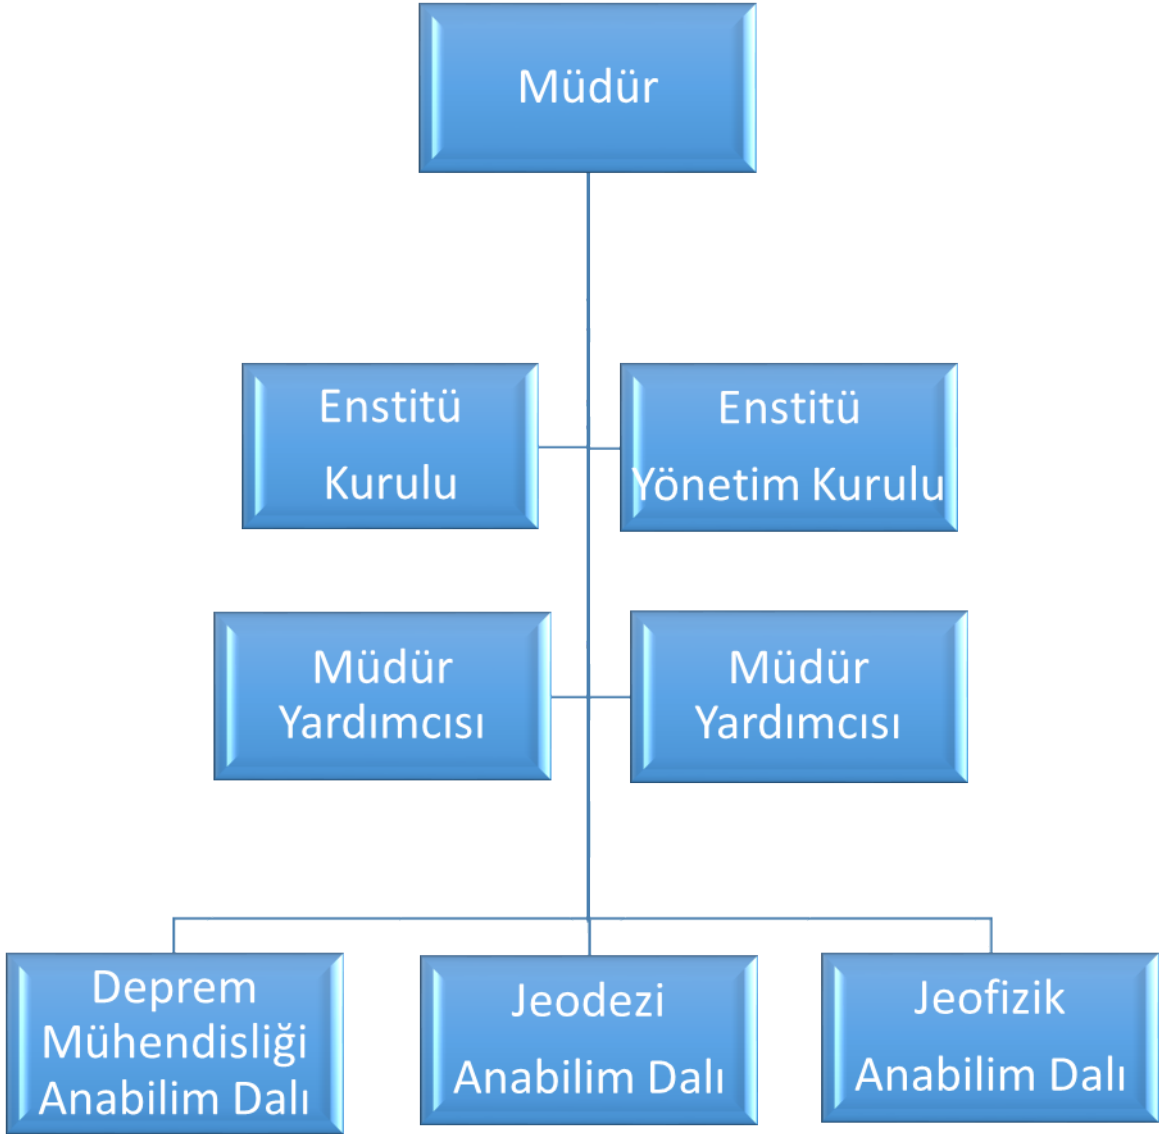 Müdür
Enstitü
Kurulu
Enstitü
Yönetim Kurulu
Müdür
Yardımcısı
Müdür
Yardımcısı
Deprem
Mühendisliği
Anabilim Dalı
Jeodezi
Anabilim Dalı
Jeofizik
Anabilim Dalı